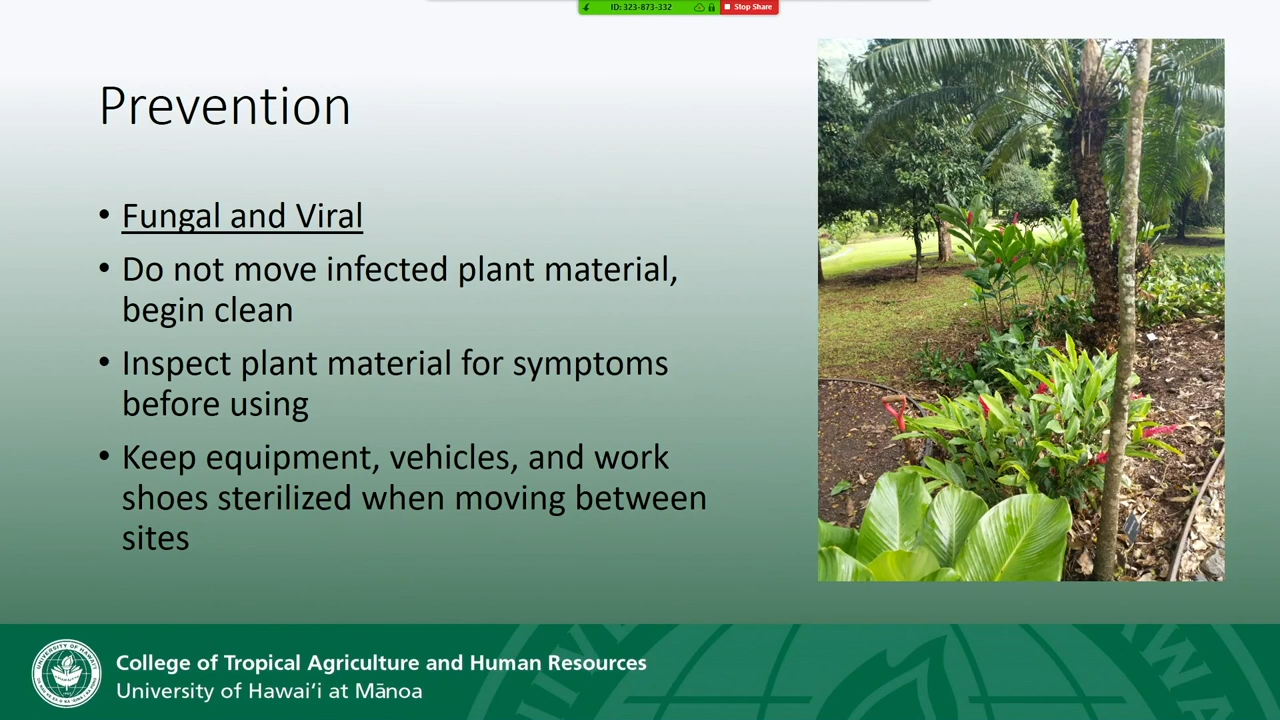 ID: 323-873-332
Stop Share
Prevention
• Fungal and Viral
• Do not move infected plant material,
begin clean
• Inspect plant material for symptoms
before using
• Keep equipment, vehicles, and work
shoes sterilized when moving between
sites
College of Tropical Agriculture and Human Resources
University of Hawaiʻi at Mānoa